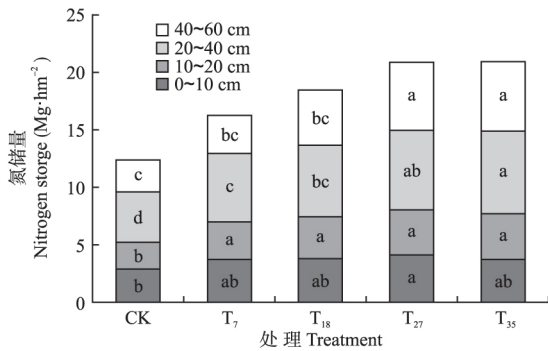 25
20
15
10
5
0
氮储量
Nitrogen storge (Mg·hm⁻²)
40~60 cm
20~40 cm
10~20 cm
0~10 cm
c
d
b
b
bc
c
a
ab
bc
bc
a
ab
a
ab
a
a
a
a
a
ab
CK T₇ T₁₈ T₂₇ T₃₅
处 理 Treatment